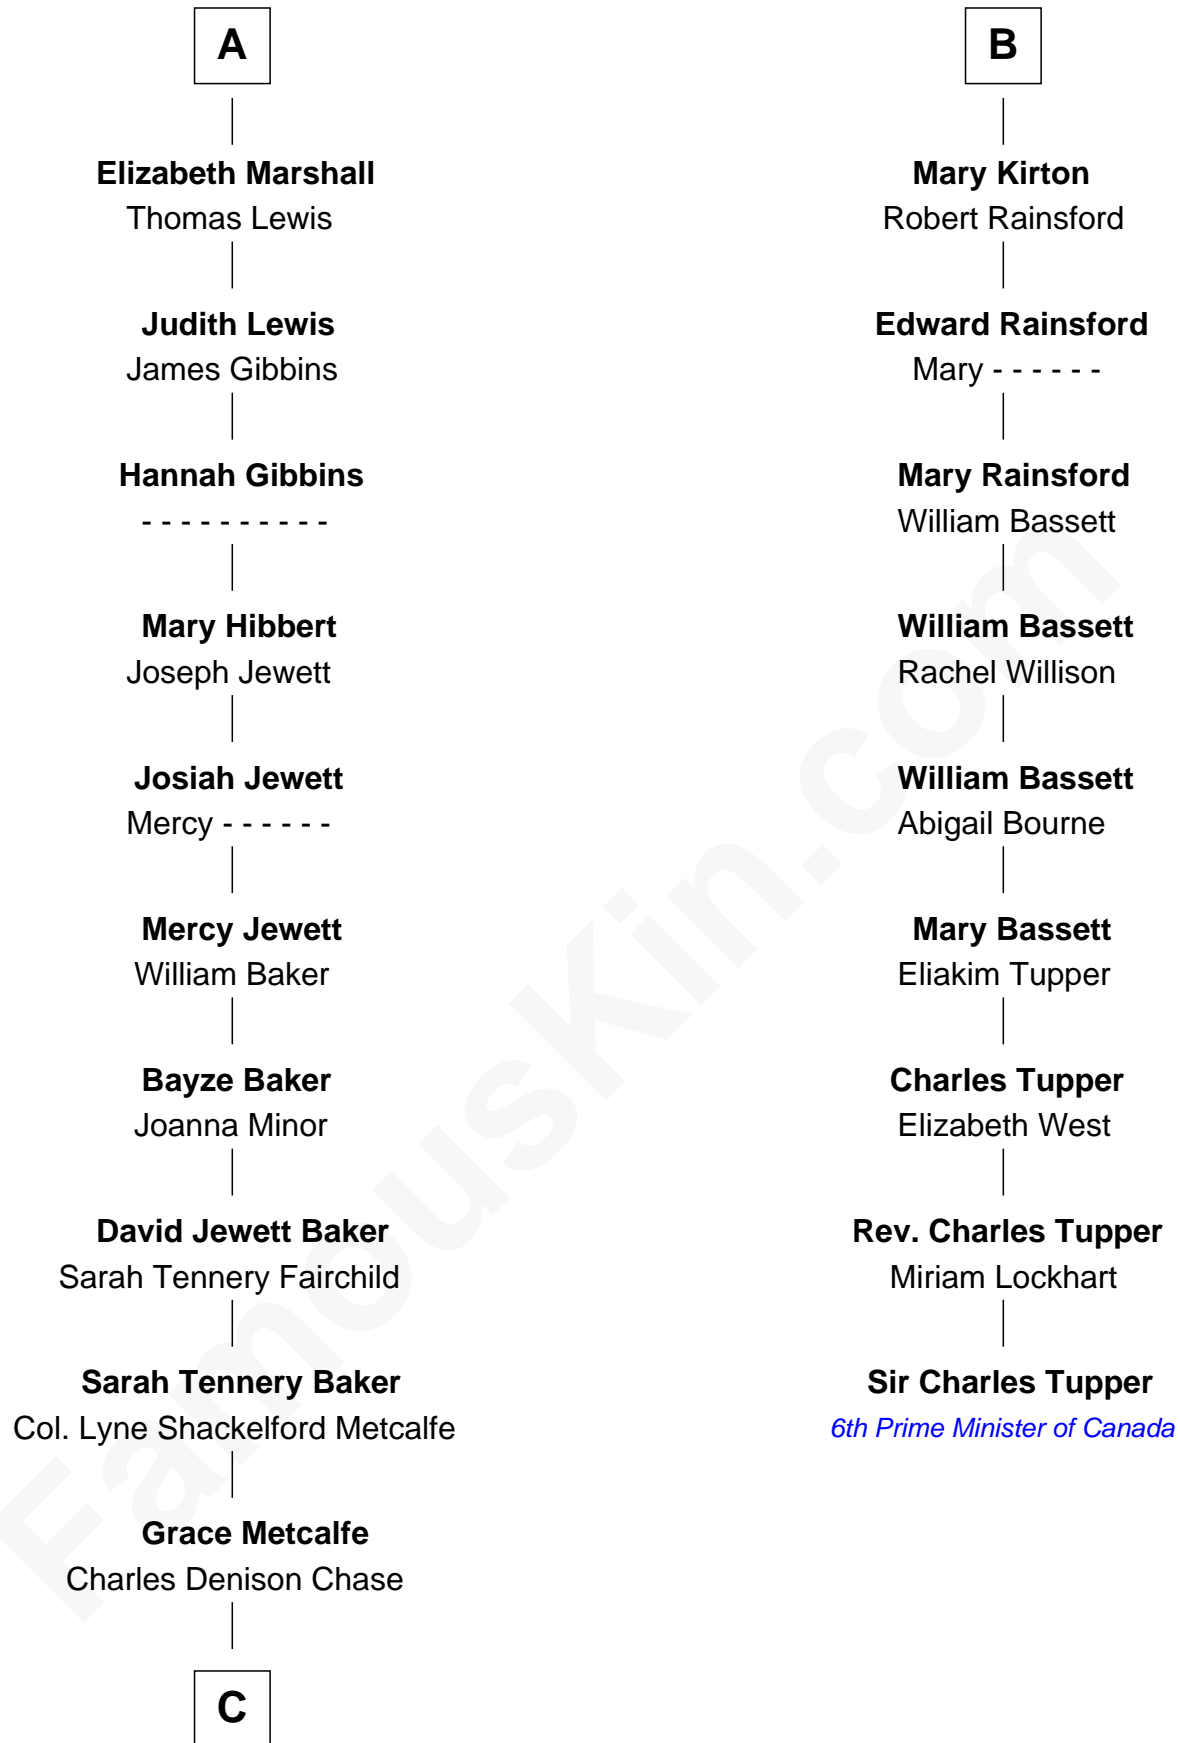 A
Elizabeth Marshall
Thomas Lewis
Judith Lewis
James Gibbins
Hannah Gibbins
- - - - - - - - - -
Mary Hibbert
Joseph Jewett
Josiah Jewett
Mercy - - - - - -
Mercy Jewett
William Baker
Bayze Baker
Joanna Minor
David Jewett Baker
Sarah Tennery Fairchild
Sarah Tennery Baker
Col. Lyne Shackelford Metcalfe
Grace Metcalfe
Charles Denison Chase
C
B
Mary Kirton
Robert Rainsford
Edward Rainsford
Mary - - - - - -
Mary Rainsford
William Bassett
William Bassett
Rachel Willison
William Bassett
Abigail Bourne
Mary Bassett
Eliakim Tupper
Charles Tupper
Elizabeth West
Rev. Charles Tupper
Miriam Lockhart
Sir Charles Tupper
6th Prime Minister of Canada
FamousKin.com